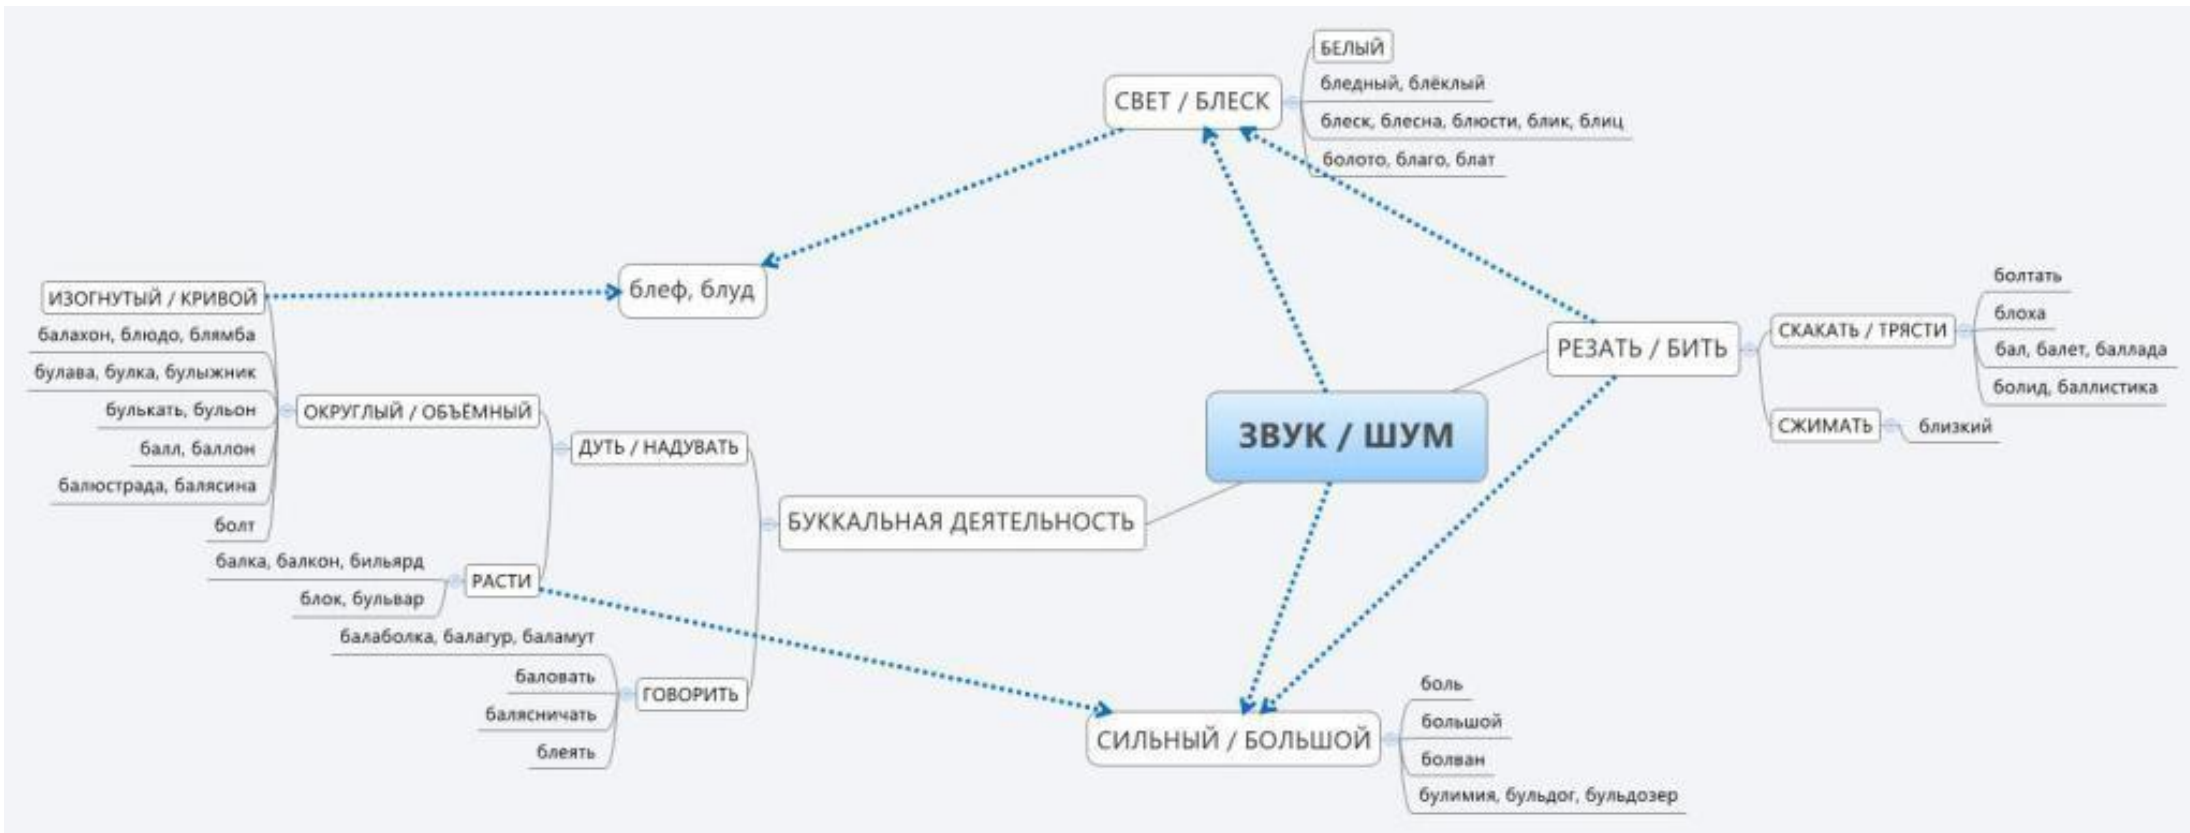 БЕЛЫЙ
бледный, блёклый
СВЕТ / БЛЕСК
блеск, блесна, блюсти, блик, блиц
болото, благо, блат
блеф, блуд
ИЗОГНУТЫЙ / КРИВОЙ
балахон, блюдо, блямба
булава, булка, булыжник
булькать, бульон
ОКРУГЛЫЙ / ОБЪЁМНЫЙ
балл, баллон
балюстрада, балясина
болт
ДУТЬ / НАДУВАТЬ
балка, балкон, бильярд
РАСТИ
блок, бульвар
БУККАЛЬНАЯ ДЕЯТЕЛЬНОСТЬ
балаболка, балагур, баламут
баловать
ГОВОРИТЬ
балясничать
блеять
ЗВУК / ШУМ
РЕЗАТЬ / БИТЬ
СКАКАТЬ / ТРЯСТИ
болтать
блоха
бал, балет, баллада
болид, баллистика
СЖИМАТЬ
близкий
СИЛЬНЫЙ / БОЛЬШОЙ
боль
большой
болван
булимия, бульдог, бульдозер